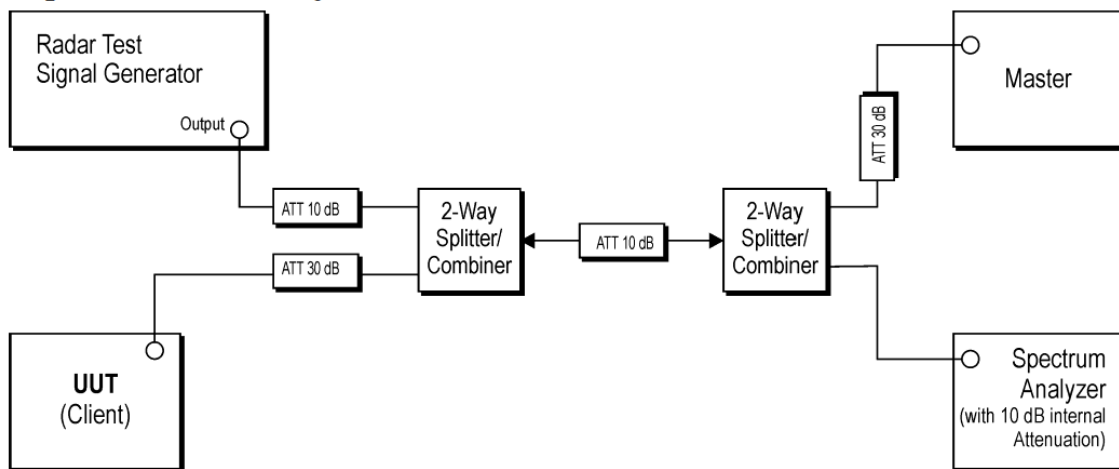 Radar Test
Signal Generator
Output
ATT 10 dB
ATT 30 dB
UUT
(Client)
2-Way
Splitter/
Combiner
ATT 10 dB
2-Way
Splitter/
Combiner
ATT 30 dB
Master
Spectrum
Analyzer
(with 10 dB internal
Attenuation)